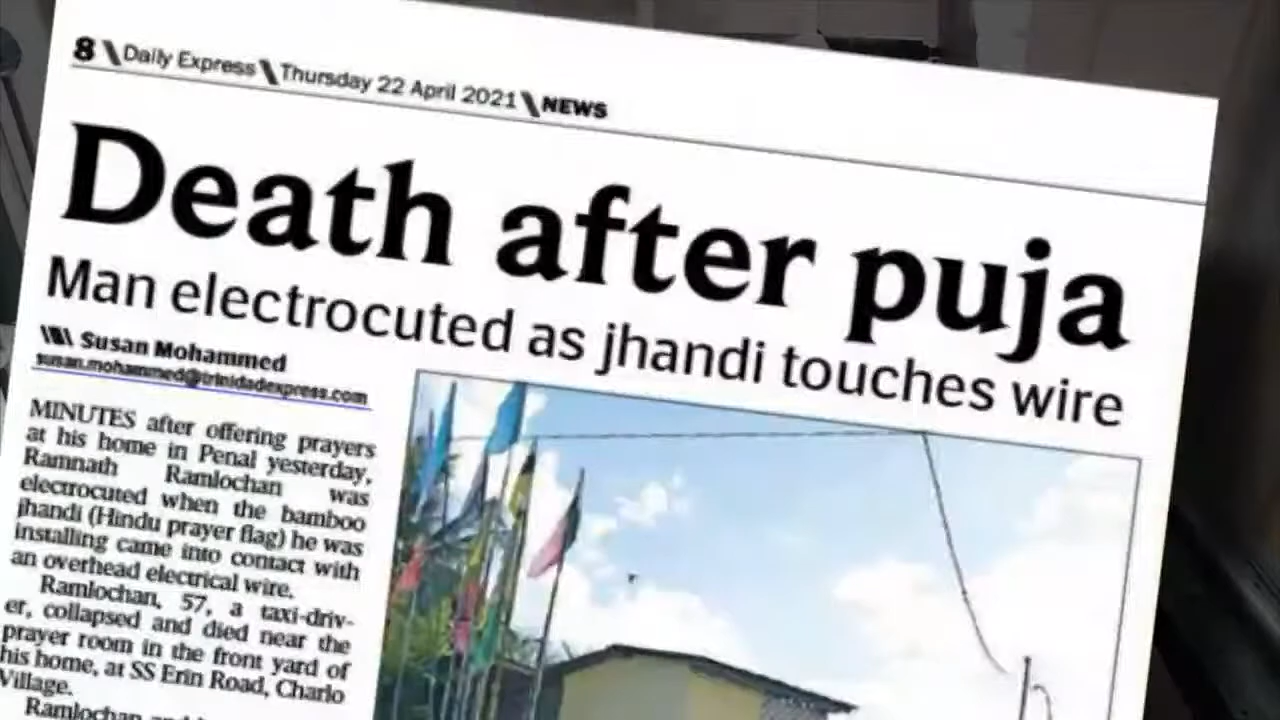 8 \ Daily Express \ Thursday 22 April 2021 \ NEWS
Death after puja
Man electrocuted as jhandi touches wire
Susan Mohammed
susan.mohammed@trinidadexpress.com
MINUTES after offering prayers
at his home in Penal yesterday,
Ramnath Ramlochan was
electrocuted when the bamboo
jhandi (Hindu prayer flag) he was
installing came into contact with
an overhead electrical wire.
Ramlochan, 57, a taxi-driv-
er, collapsed and died near the
prayer room in the front yard of
his home, at SS Erin Road, Charlo
Village.
Ramlochan and